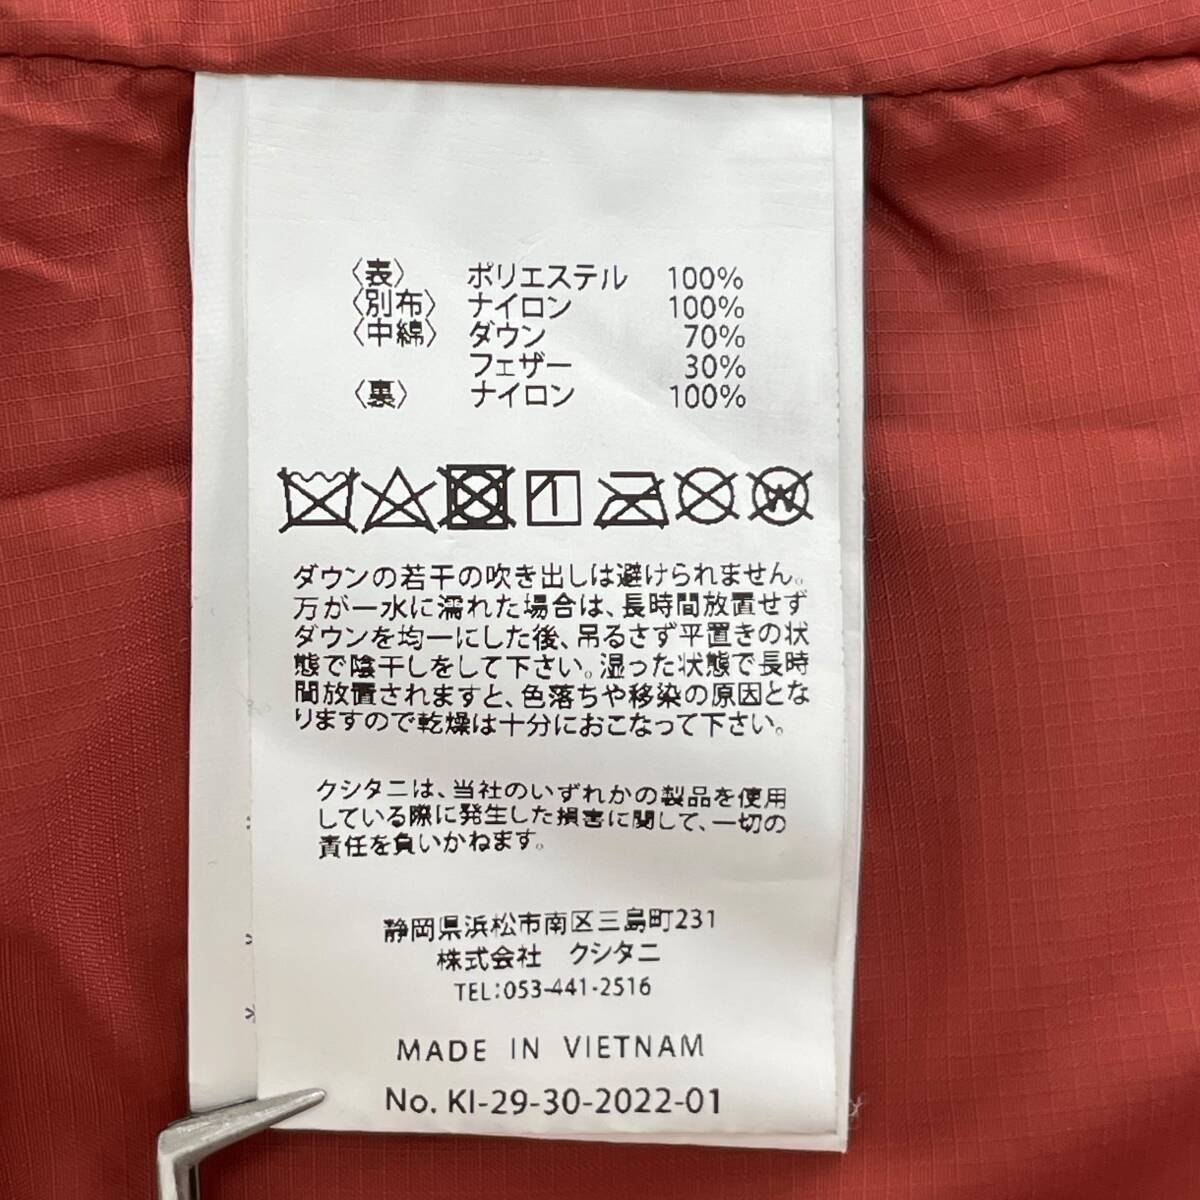 〈表〉 ポリエステル 100%
〈別布〉 ナイロン 100%
〈中綿〉 ダウン 70%
フェザー 30%
〈裏〉 ナイロン 100%
ダウンの若干の吹き出しは避けられません。
万が一水に濡れた場合は、長時間放置せず
ダウンを均一にした後、吊るさず平置きの状
態で陰干しをして下さい。湿った状態で長時
間放置されますと、色落ちや移染の原因とな
りますので乾燥は十分におこなって下さい。
クシタニは、当社のいずれかの製品を使用
している際に発生した損害に関して、一切の
責任を負いかねます。
静岡県浜松市南区三島町231
株式会社 クシタニ
TEL:053-441-2516
MADE IN VIETNAM
No. KI-29-30-2022-01